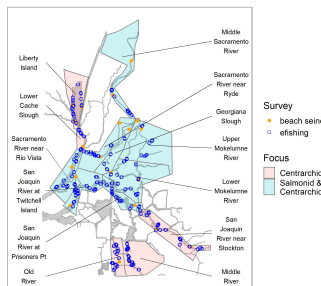 Liberty
Island
Lower
Cache
Slough
Sacramento
River near
Rio Vista
San
Joaquin
River at
Twitchell
Island
San
Joaquin
River at
Prisoners Pt
Old
River
Middle
Sacramento
River
Sacramento
River near
Ryde
Georgiana
Slough
Upper
Mokelumne
River
Lower
Mokelumne
River
San
Joaquin
River near
Stockton
Middle
River
Survey
beach seine
efishing
Focus
Centrarchid
Salmonid &
Centrarchid